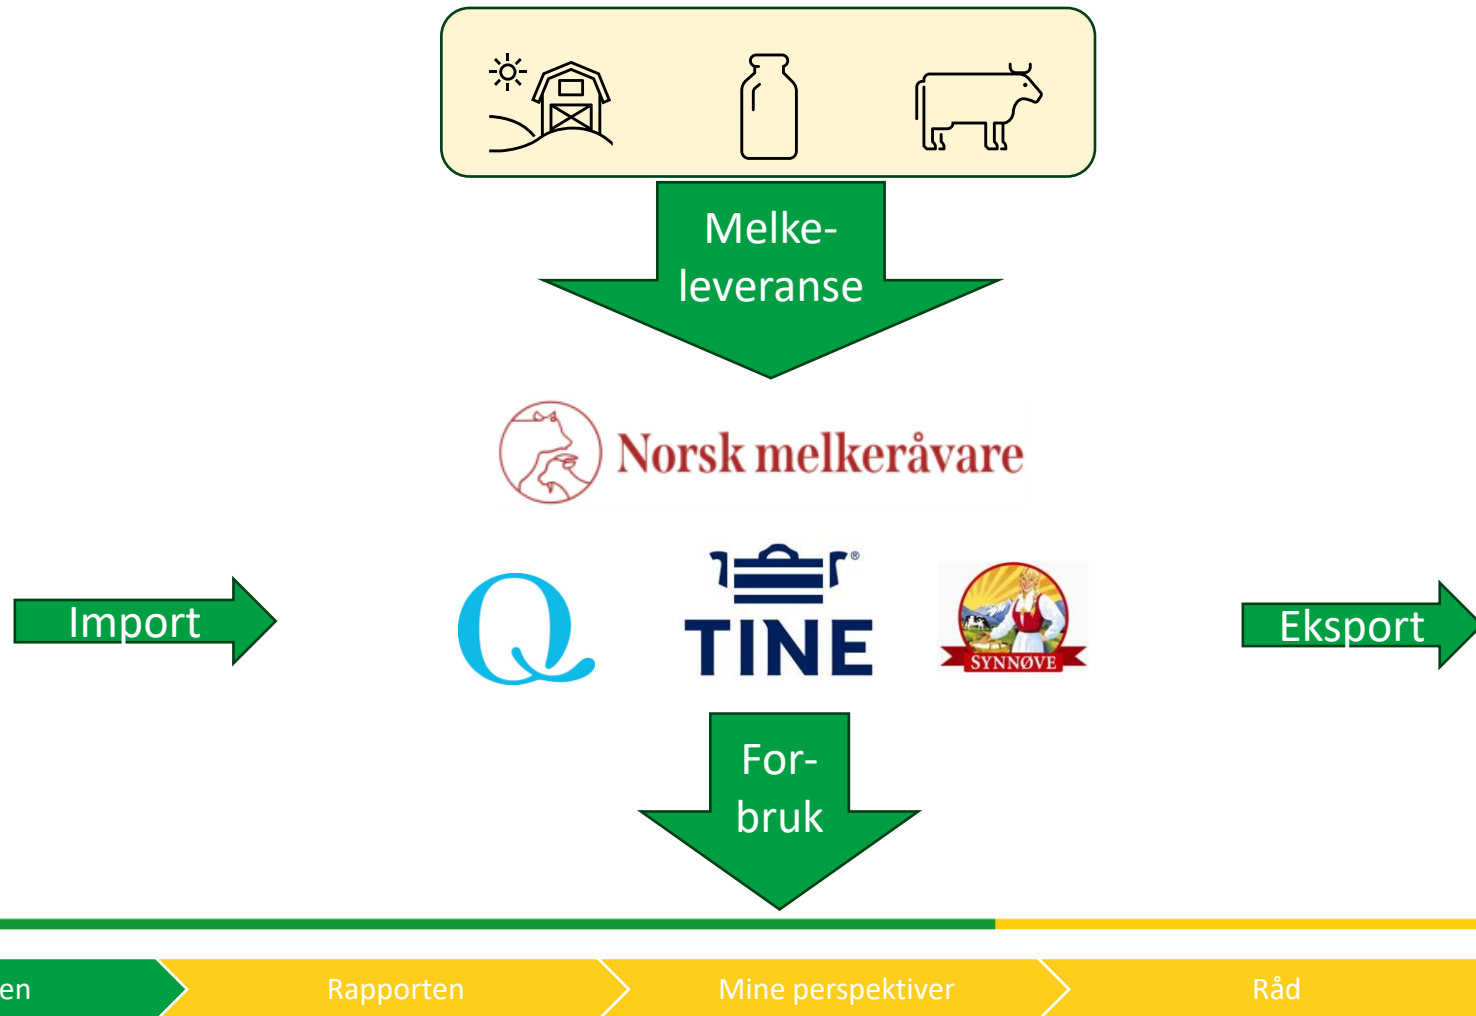 Melke-
leveranse
Norsk melkeråvare
Import
Q
TINE®
SYNNØVE
Eksport
For-
bruk
en
Rapporten
Mine perspektiver
Råd